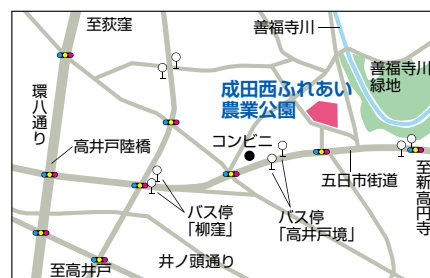 至荻窪
善福寺川
環八通り
成田西ふれあい
農業公園
善福寺川
緑地
高井戸陸橋
コンビニ
バス停
「柳窪」
バス停
「高井戸境」
五日市街道
至新高円寺
至高井戸
井ノ頭通り